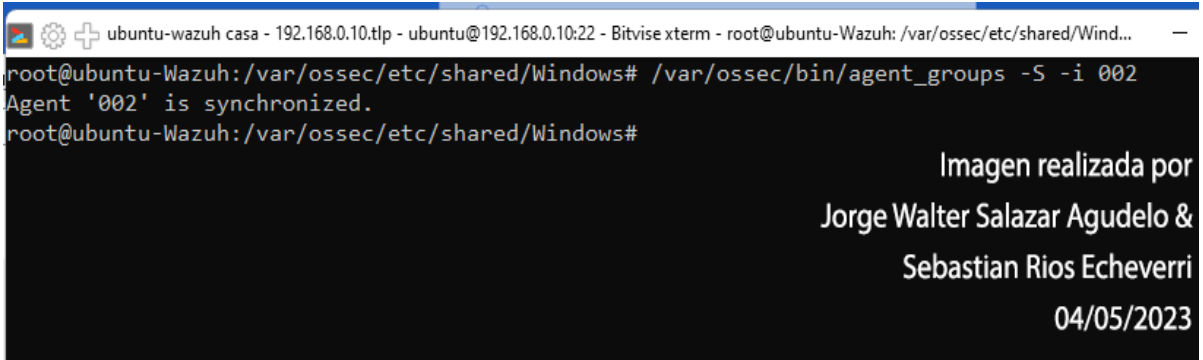 ubuntu-wazuh casa - 192.168.0.10.tlp - ubuntu@192.168.0.10:22 - Bitvise xterm - root@ubuntu-Wazuh: /var/ossec/etc/shared/Wind...
root@ubuntu-Wazuh:/var/ossec/etc/shared/Windows# /var/ossec/bin/agent_groups -S -i 002
Agent '002' is synchronized.
root@ubuntu-Wazuh:/var/ossec/etc/shared/Windows#
Imagen realizada por
Jorge Walter Salazar Agudelo &
Sebastian Rios Echeverri
04/05/2023